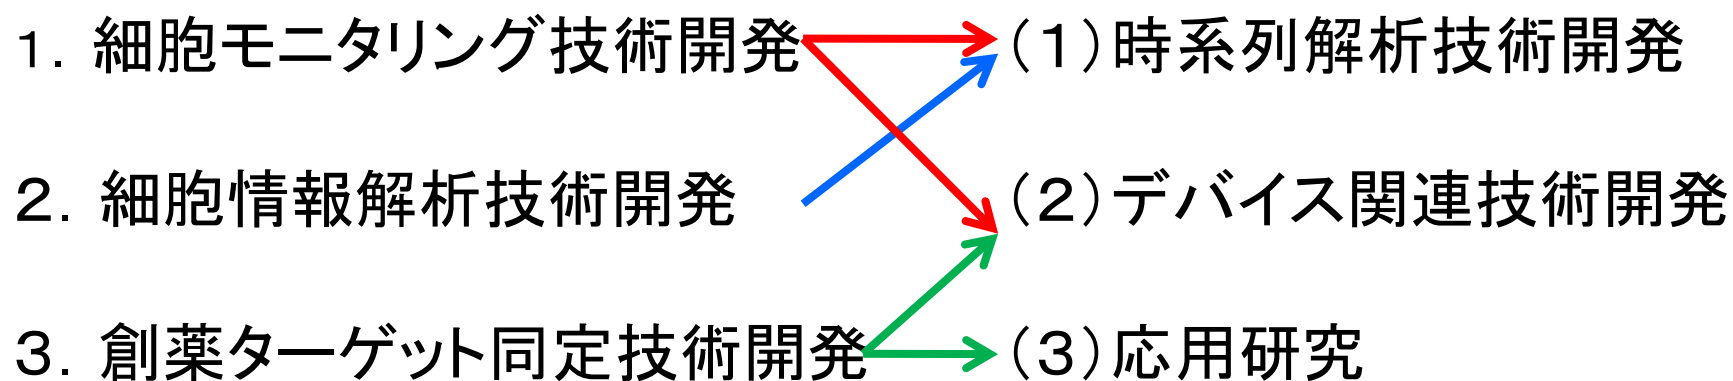 1. 細胞モニタリング技術開発 (1)時系列解析技術開発
2. 細胞情報解析技術開発 (2)デバイス関連技術開発
3. 創薬ターゲット同定技術開発 (3)応用研究